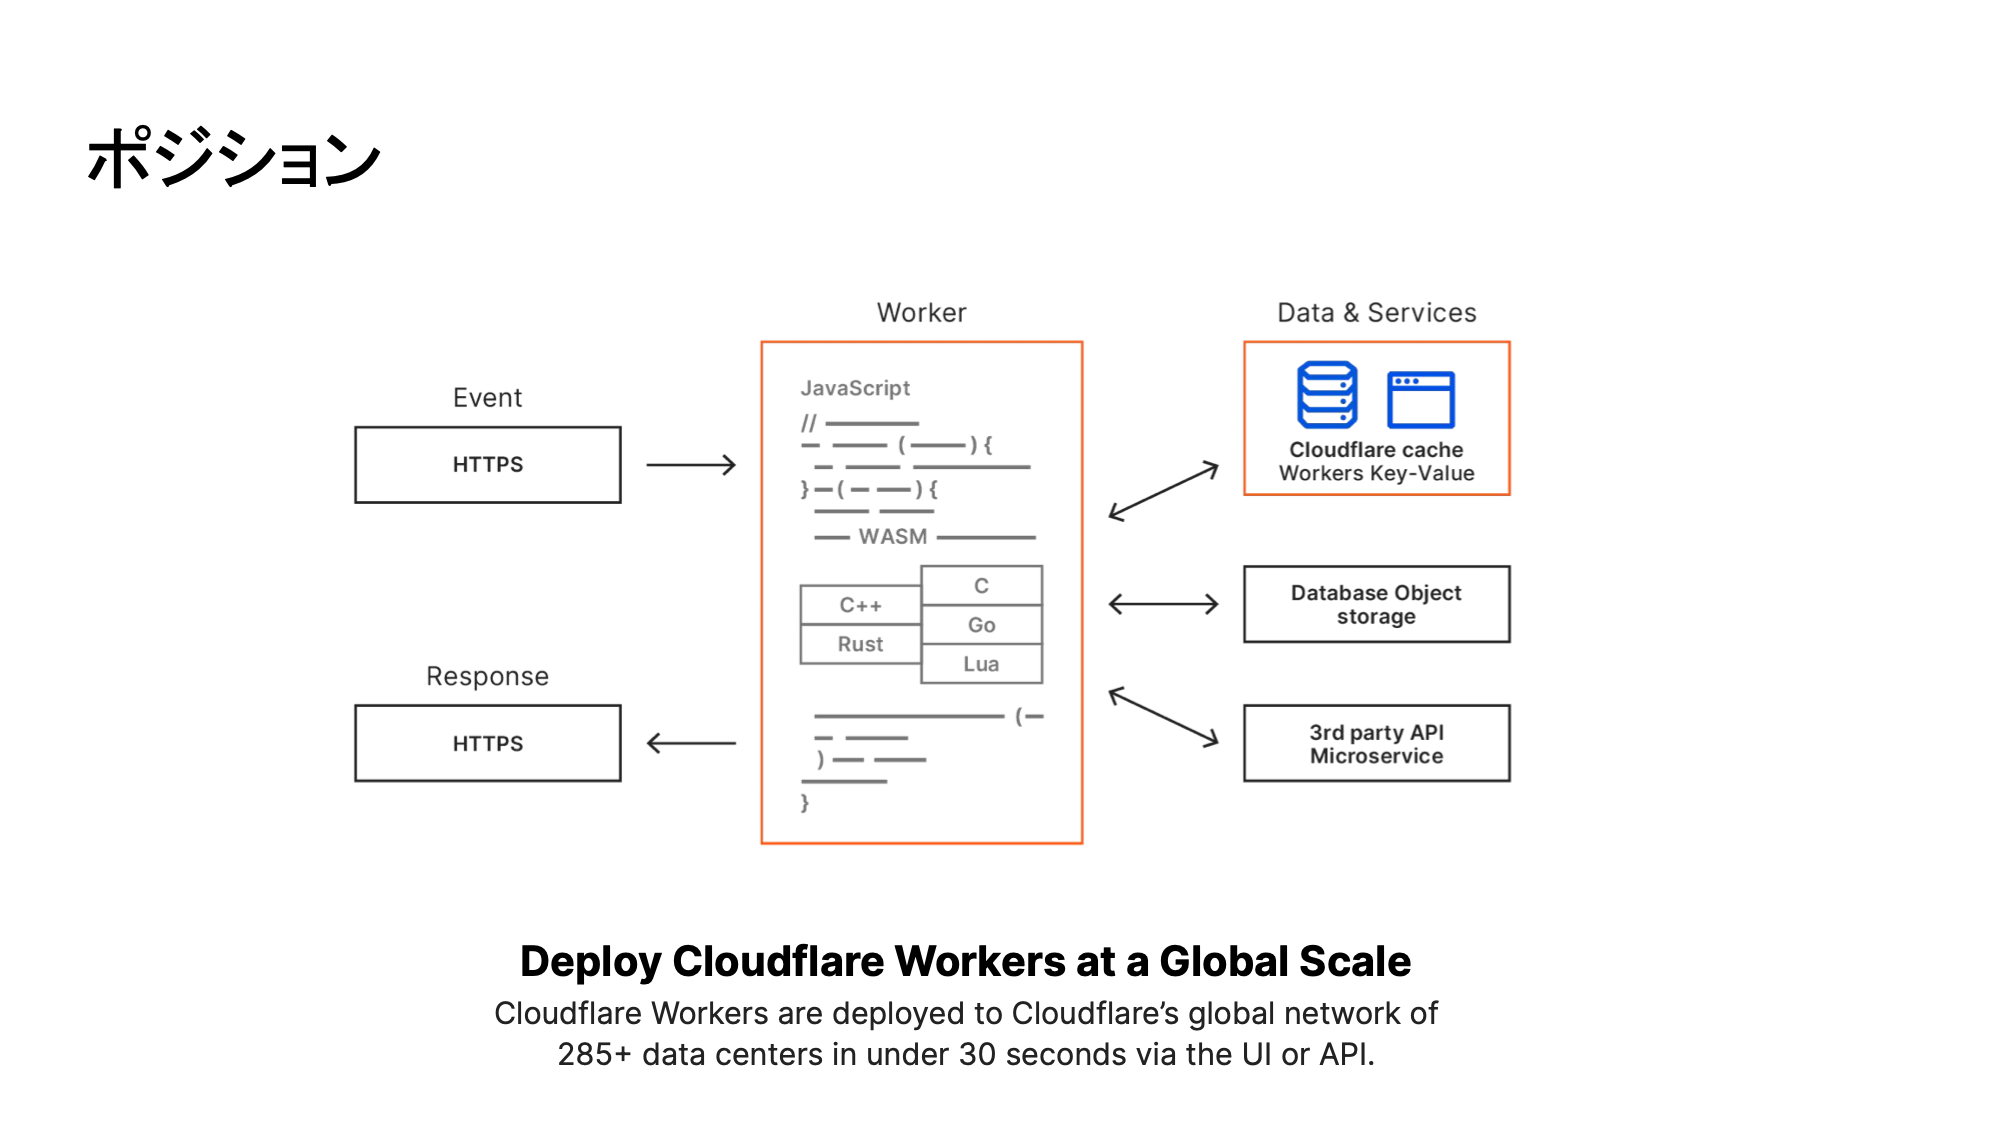 ポジション
Event
HTTPS
Response
HTTPS
Worker
JavaScript
//
( ) {
} ( ) {
WASM
C++
Rust
C
Go
Lua
(
)
}
Data & Services
Cloudflare cache
Workers Key-Value
Database Object
storage
3rd party API
Microservice
Deploy Cloudflare Workers at a Global Scale
Cloudflare Workers are deployed to Cloudflare’s global network of
285+ data centers in under 30 seconds via the UI or API.